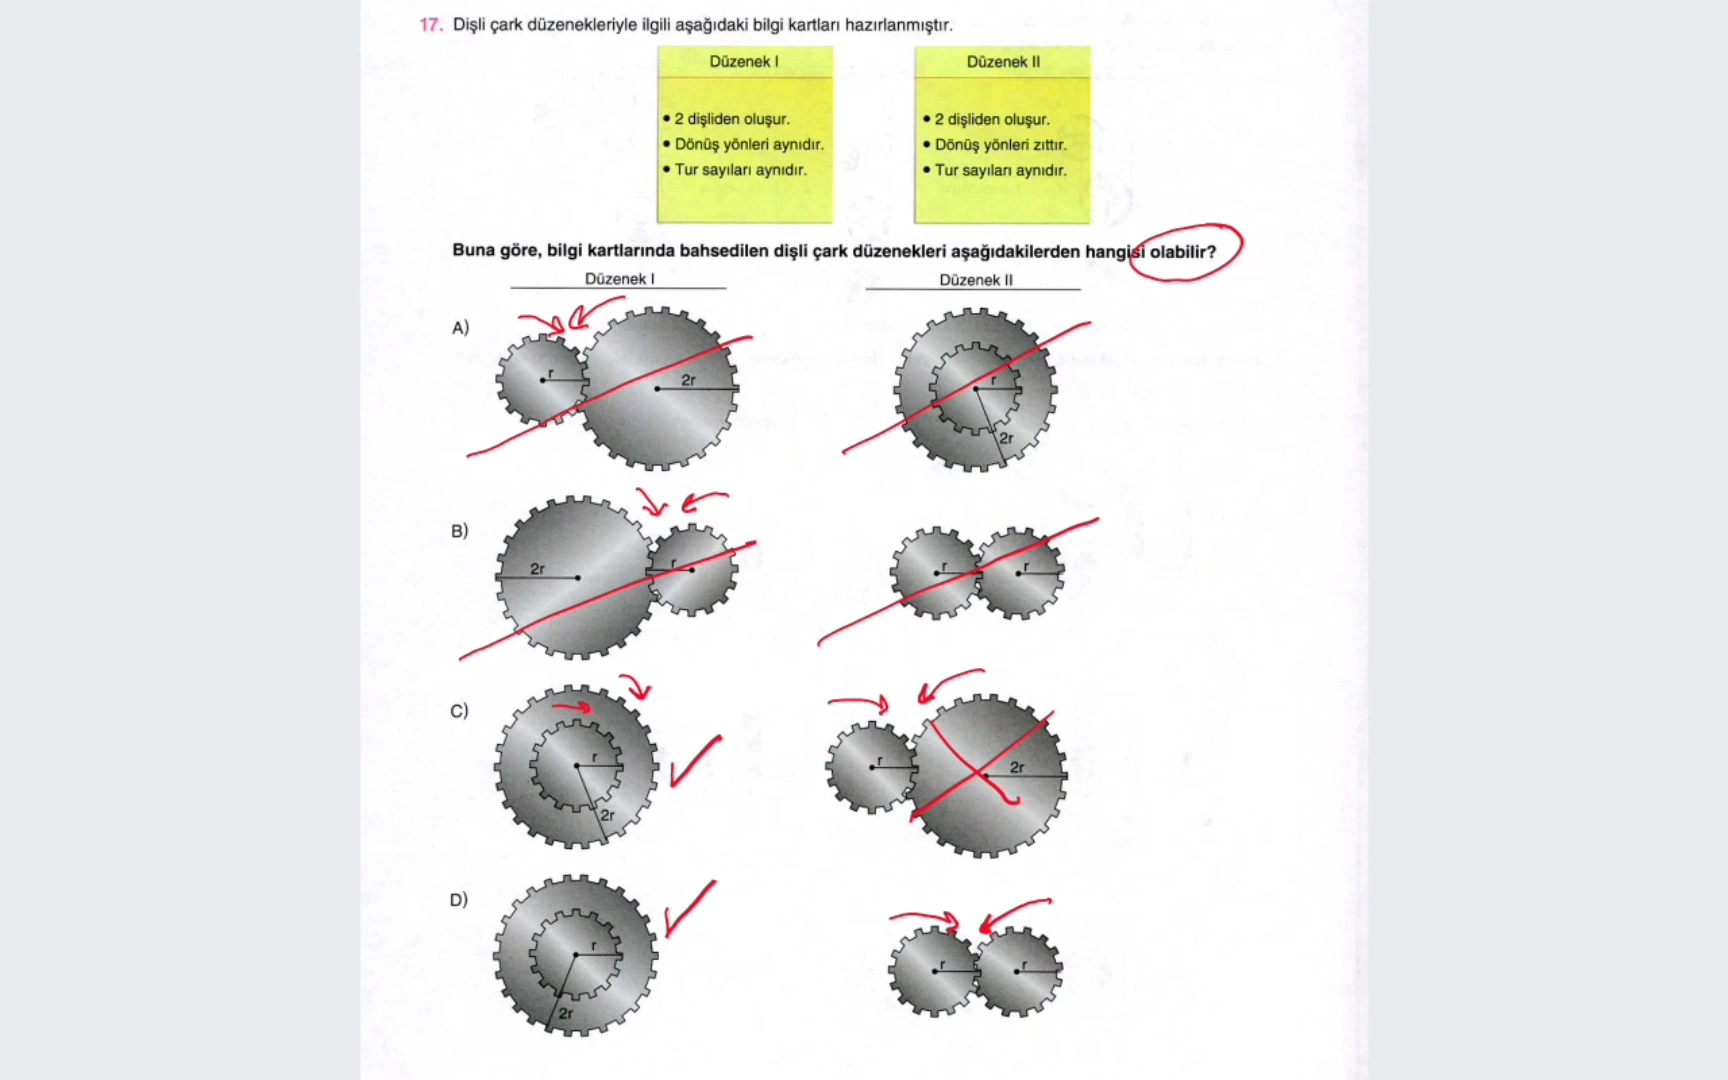 17. Dişli çark düzenekleriyle ilgili aşağıdaki bilgi kartları hazırlanmıştır.
Düzenek I
• 2 dişliden oluşur.
• Dönüş yönleri aynıdır.
• Tur sayıları aynıdır.
Düzenek II
• 2 dişliden oluşur.
• Dönüş yönleri zıttır.
• Tur sayıları aynıdır.
Buna göre, bilgi kartlarında bahsedilen dişli çark düzenekleri aşağıdakilerden hangisi olabilir?
Düzenek I
Düzenek II
A)
r
2r
r
2r
B)
2r
r
r
r
C)
r
2r
r
2r
D)
r
2r
r
r